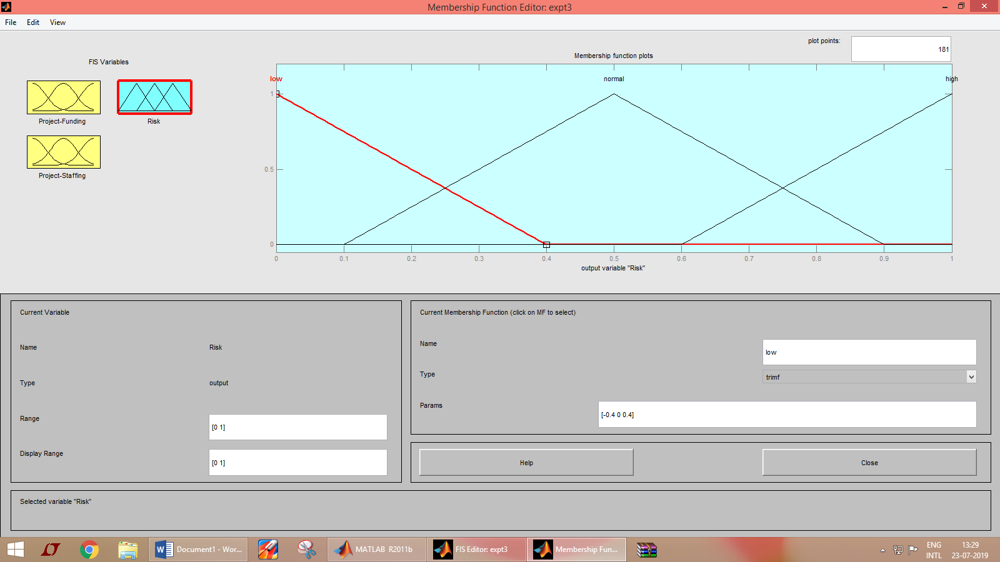 Membership Function Editor: expt3
File Edit View
plot points:
181
FIS Variables
Membership function plots
Project-Funding
Risk
Project-Staffing
low normal high
1
0.5
0
0 0.1 0.2 0.3 0.4 0.5 0.6 0.7 0.8 0.9 1
output variable "Risk"
Current Variable
Name Risk
Type output
Range [0 1]
Display Range [0 1]
Current Membership Function (click on MF to select)
Name low
Type trimf
Params [-0.4 0 0.4]
Help Close
Selected variable "Risk"
Document1 - Wor...
MATLAB R2011b
FIS Editor: expt3
Membership Fun...
ENG
INTL
13:29
23-07-2019